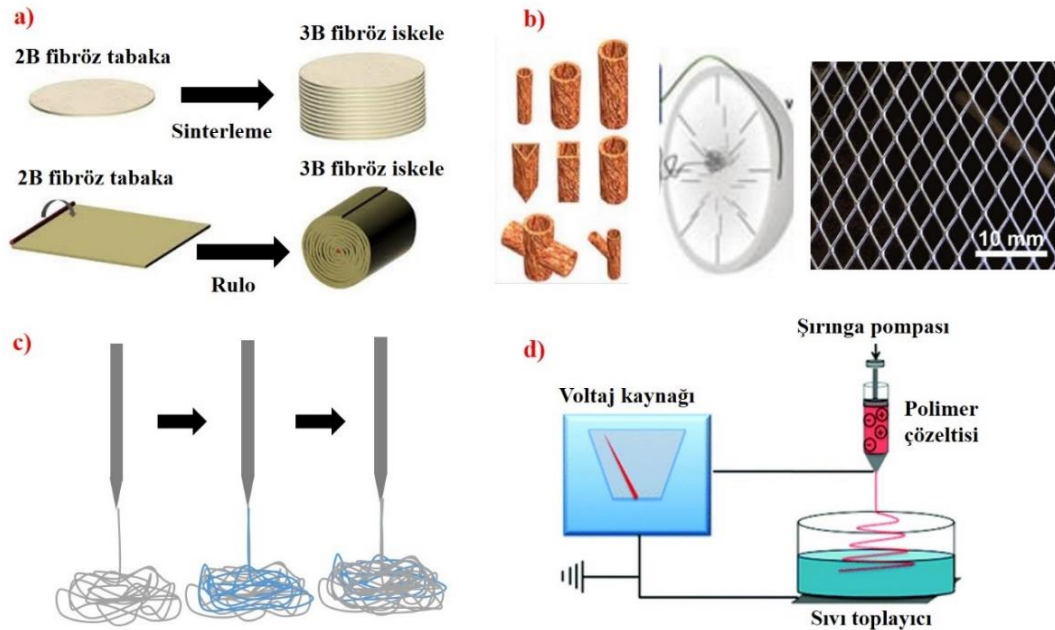 a)
2B fibröz tabaka
3B fibröz iskele
Sinterleme
2B fibröz tabaka
3B fibröz iskele
Rulo
b)
10 mm
c)
d)
Şırınga pompası
Voltaj kaynağı
Polimer
çözeltisi
Sıvı toplayıcı